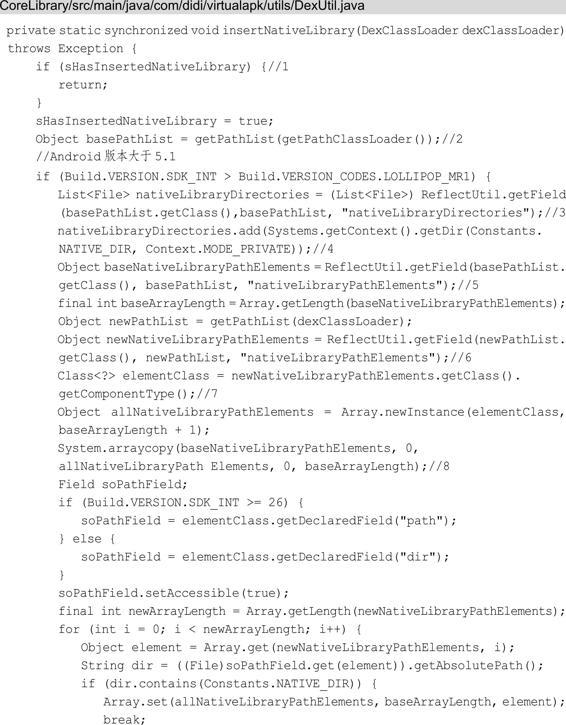 CoreLibrary/src/main/java/com/didi/virtualapk/utils/DexUtil.java
private static synchronized void insertNativeLibrary(DexClassLoader dexClassLoader)
throws Exception {
if (sHasInsertedNativeLibrary) {//1
return;
}
sHasInsertedNativeLibrary = true;
Object basePathList = getPathList(getPathClassLoader());//2
//Android 版本大于 5.1
if (Build.VERSION.SDK_INT > Build.VERSION_CODES.LOLLIPOP_MR1) {
List<File> nativeLibraryDirectories = (List<File>) ReflectUtil.getField
(basePathList.getClass(),basePathList, "nativeLibraryDirectories");//3
nativeLibraryDirectories.add(Systems.getContext().getDir(Constants.
NATIVE_DIR, Context.MODE_PRIVATE));//4
Object baseNativeLibraryPathElements = ReflectUtil.getField(basePathList.
getClass(), basePathList, "nativeLibraryPathElements");//5
final int baseArrayLength = Array.getLength(baseNativeLibraryPathElements);
Object newPathList = getPathList(dexClassLoader);
Object newNativeLibraryPathElements = ReflectUtil.getField(newPathList.
getClass(), newPathList, "nativeLibraryPathElements");//6
Class<?> elementClass = newNativeLibraryPathElements.getClass().
getComponentType();//7
Object allNativeLibraryPathElements = Array.newInstance(elementClass,
baseArrayLength + 1);
System.arraycopy(baseNativeLibraryPathElements, 0,
allNativeLibraryPath Elements, 0, baseArrayLength);//8
Field soPathField;
if (Build.VERSION.SDK_INT >= 26) {
soPathField = elementClass.getDeclaredField("path");
} else {
soPathField = elementClass.getDeclaredField("dir");
}
soPathField.setAccessible(true);
final int newArrayLength = Array.getLength(newNativeLibraryPathElements);
for (int i = 0; i < newArrayLength; i++) {
Object element = Array.get(newNativeLibraryPathElements, i);
String dir = ((File)soPathField.get(element)).getAbsolutePath();
if (dir.contains(Constants.NATIVE_DIR)) {
Array.set(allNativeLibraryPathElements, baseArrayLength, element);
break;